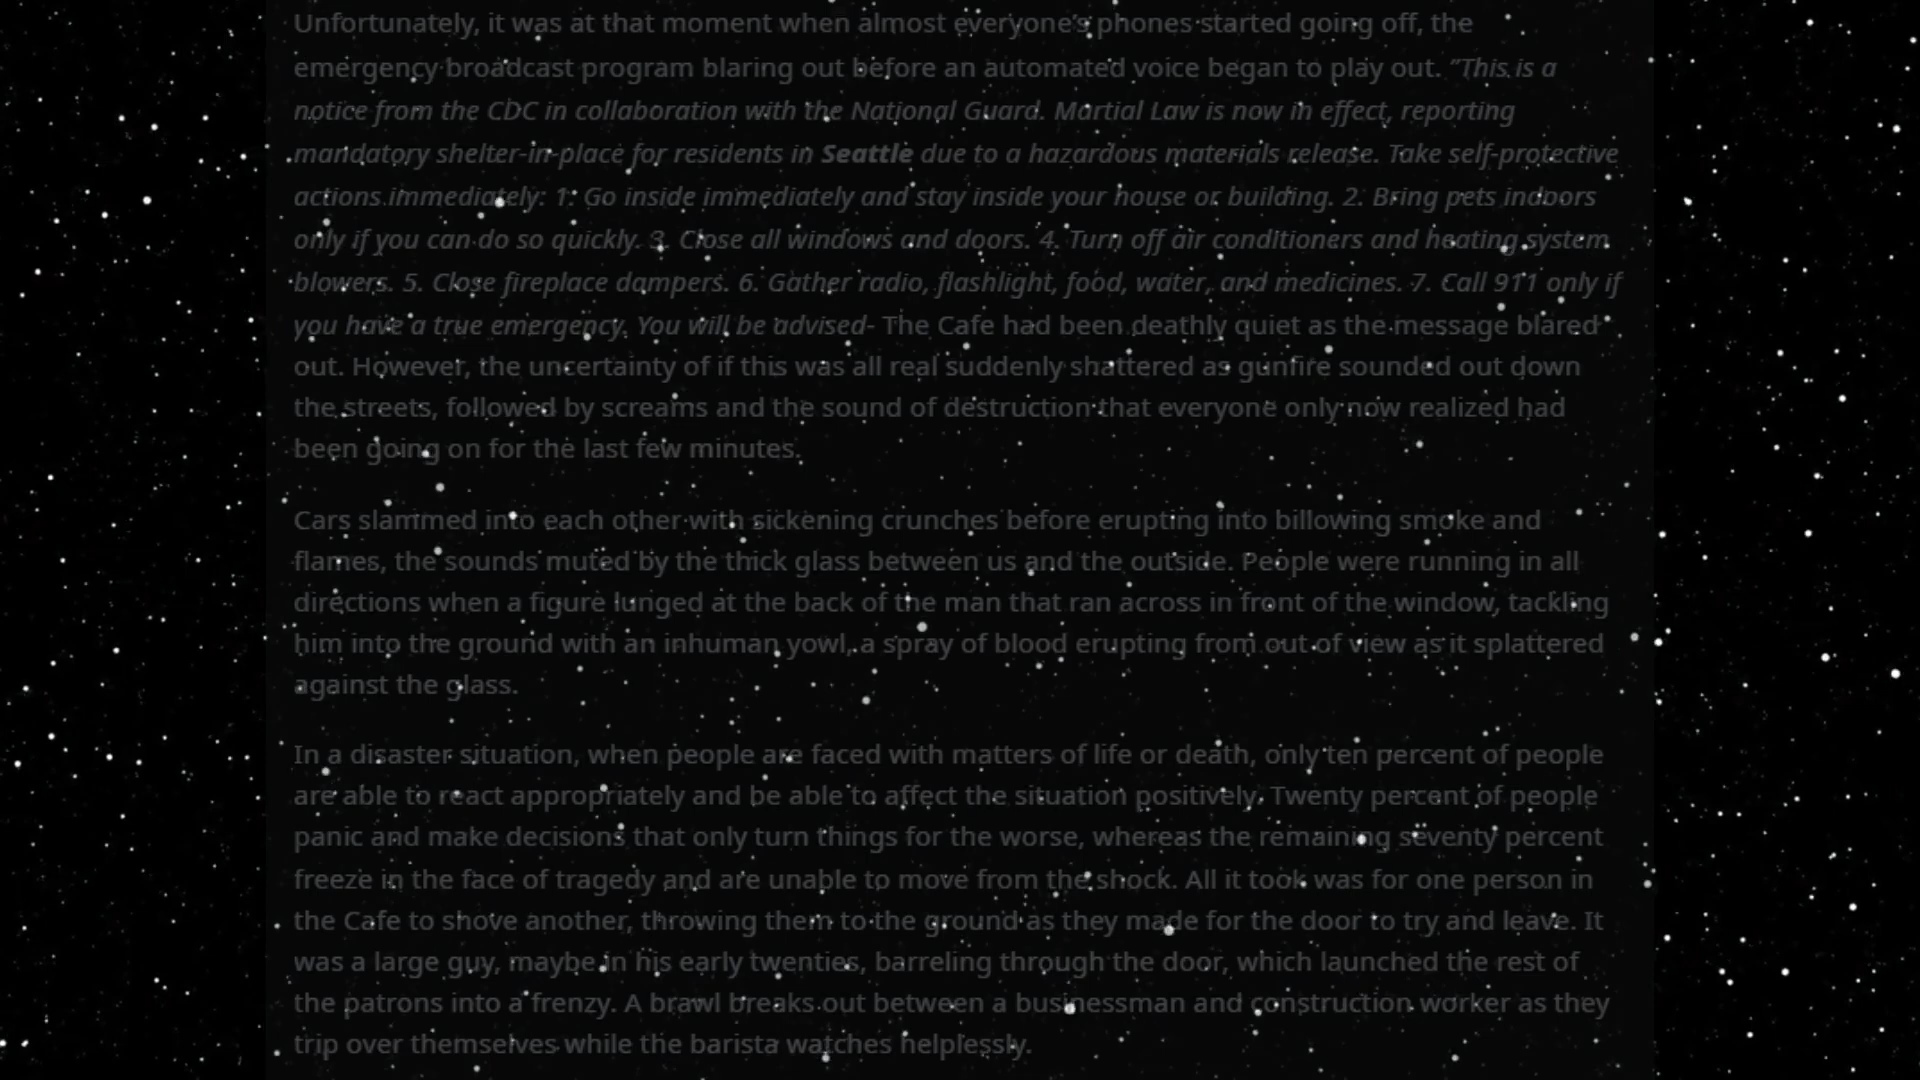 Unfortunately, it was at that moment when almost everyone's phones started going off, the
emergency broadcast program blaring out before an automated voice began to play out. "This is a
notice from the CDC in collaboration with the National Guard. Martial Law is now in effect, reporting
mandatory shelter-in-place for residents in Seattle due to a hazardous materials release. Take self-protective
actions immediately: 1: Go inside immediately and stay inside your house or building. 2. Bring pets indoors
only if you can do so quickly. 3. Close all windows and doors. 4. Turn off air conditioners and heating system
blowers. 5. Close fireplace dampers. 6. Gather radio, flashlight, food, water, and medicines. 7. Call 911 only if
you have a true emergency. You will be advised- The Cafe had been deathly quiet as the message blared
out. However, the uncertainty of if this was all real suddenly shattered as gunfire sounded out down
the streets, followed by screams and the sound of destruction that everyone only now realized had
been going on for the last few minutes.
Cars slammed into each other with sickening crunches before erupting into billowing smoke and
flames, the sounds muted by the thick glass between us and the outside. People were running in all
directions when a figure lunged at the back of the man that ran across in front of the window, tackling
him into the ground with an inhuman yowl, a spray of blood erupting from out of view as it splattered
against the glass.
In a disaster situation, when people are faced with matters of life or death, only ten percent of people
are able to react appropriately and be able to affect the situation positively. Twenty percent of people
panic and make decisions that only turn things for the worse, whereas the remaining seventy percent
freeze in the face of tragedy and are unable to move from the shock. All it took was for one person in
the Cafe to shove another, throwing them to the ground as they made for the door to try and leave. It
was a large guy, maybe in his early twenties, barreling through the door, which launched the rest of
the patrons into a frenzy. A brawl breaks out between a businessman and construction worker as they
trip over themselves while the barista watches helplessly.